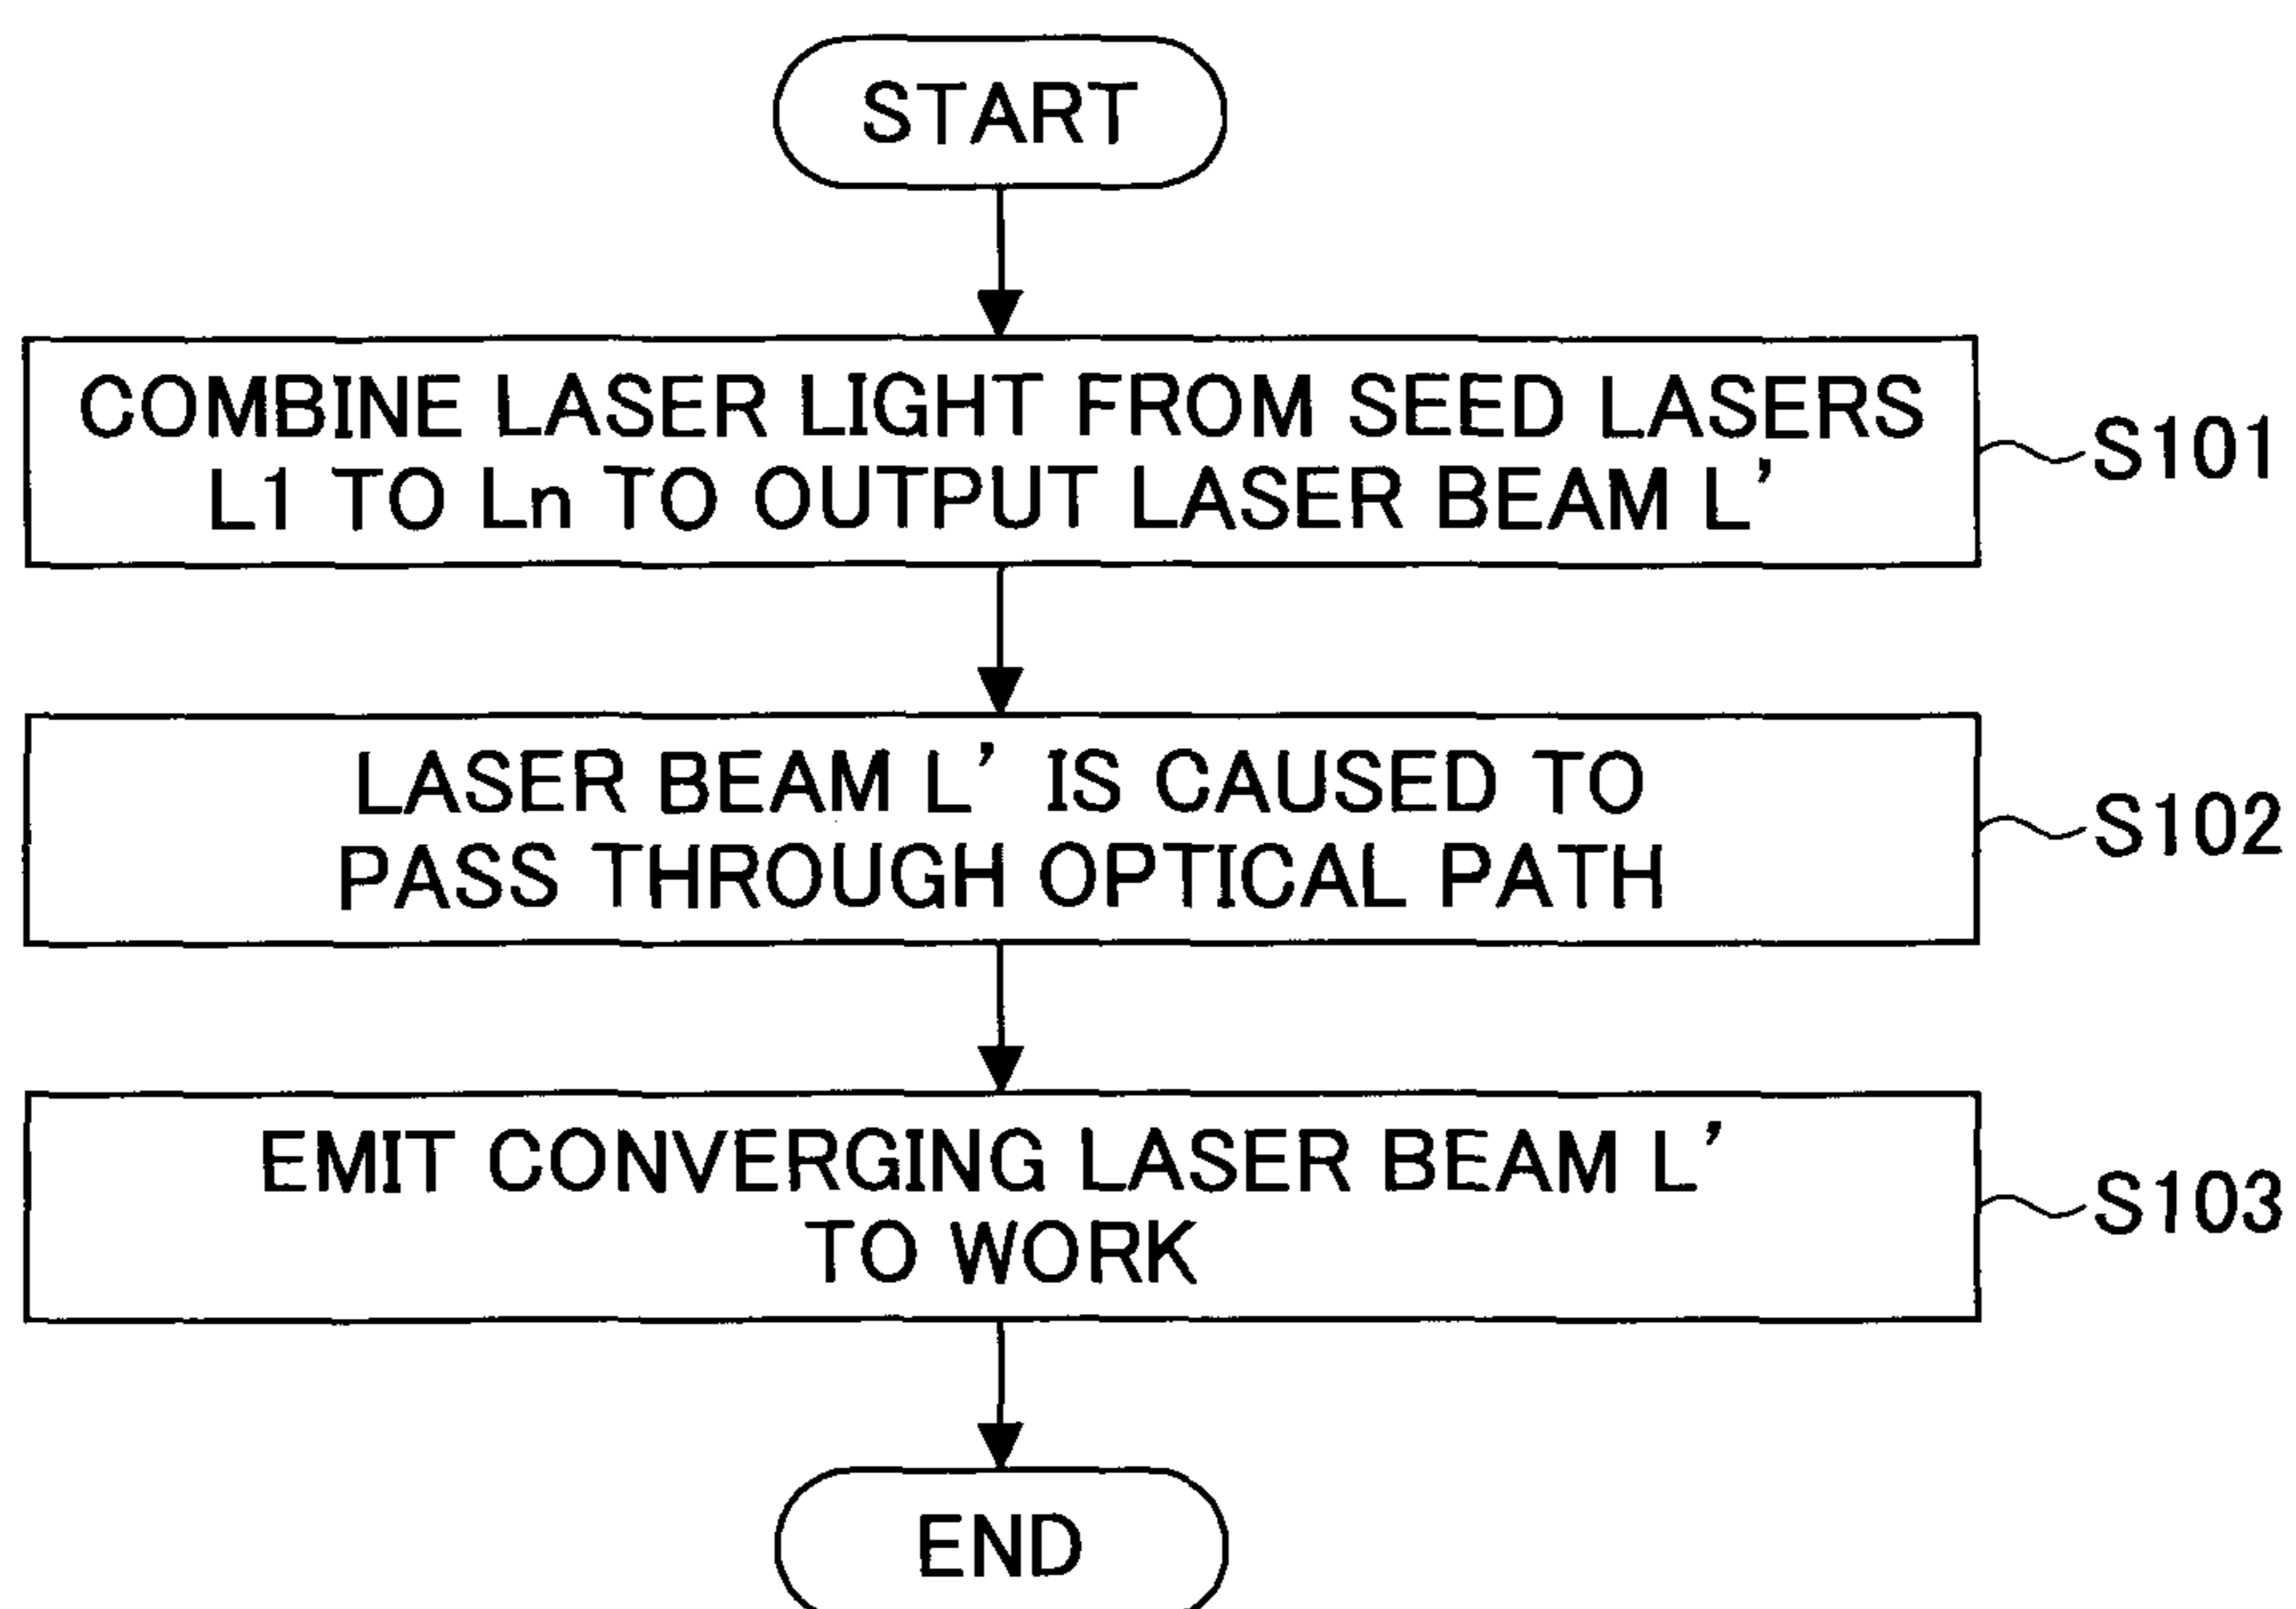 START
COMBINE LASER LIGHT FROM SEED LASERS
L1 TO Ln TO OUTPUT LASER BEAM L'
S101
LASER BEAM L' IS CAUSED TO
PASS THROUGH OPTICAL PATH
S102
EMIT CONVERGING LASER BEAM L'
TO WORK
S103
END